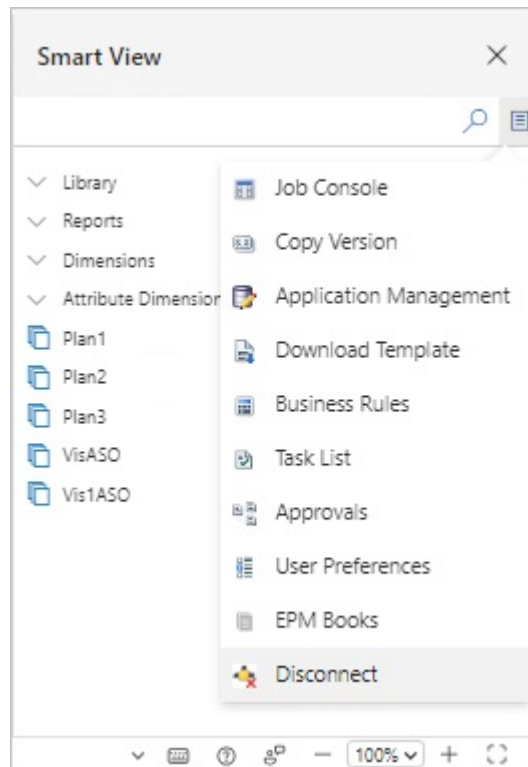 Smart View
Library
Reports
Dimensions
Attribute Dimension
Plan1
Plan2
Plan3
VisASO
Vis1ASO
Job Console
Copy Version
Application Management
Download Template
Business Rules
Task List
Approvals
User Preferences
EPM Books
Disconnect
100%